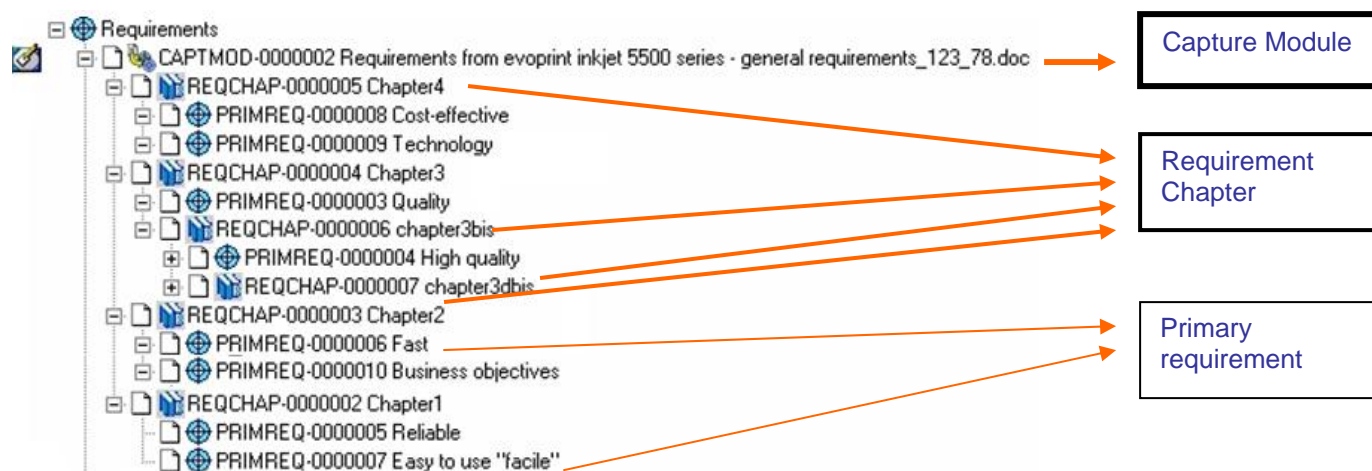 Requirements
CAPTMOD-0000002 Requirements from evoprint inkjet 5500 series - general requirements_123_78.doc
REQCHAP-0000005 Chapter4
PRIMREQ-0000008 Cost-effective
PRIMREQ-0000009 Technology
REQCHAP-0000004 Chapter3
PRIMREQ-0000003 Quality
REQCHAP-0000006 chapter3bis
PRIMREQ-0000004 High quality
REQCHAP-0000007 chapter3dbis
REQCHAP-0000003 Chapter2
PRIMREQ-0000006 Fast
PRIMREQ-0000010 Business objectives
REQCHAP-0000002 Chapter1
PRIMREQ-0000005 Reliable
PRIMREQ-0000007 Easy to use "facile"
Capture Module
Requirement
Chapter
Primary
requirement